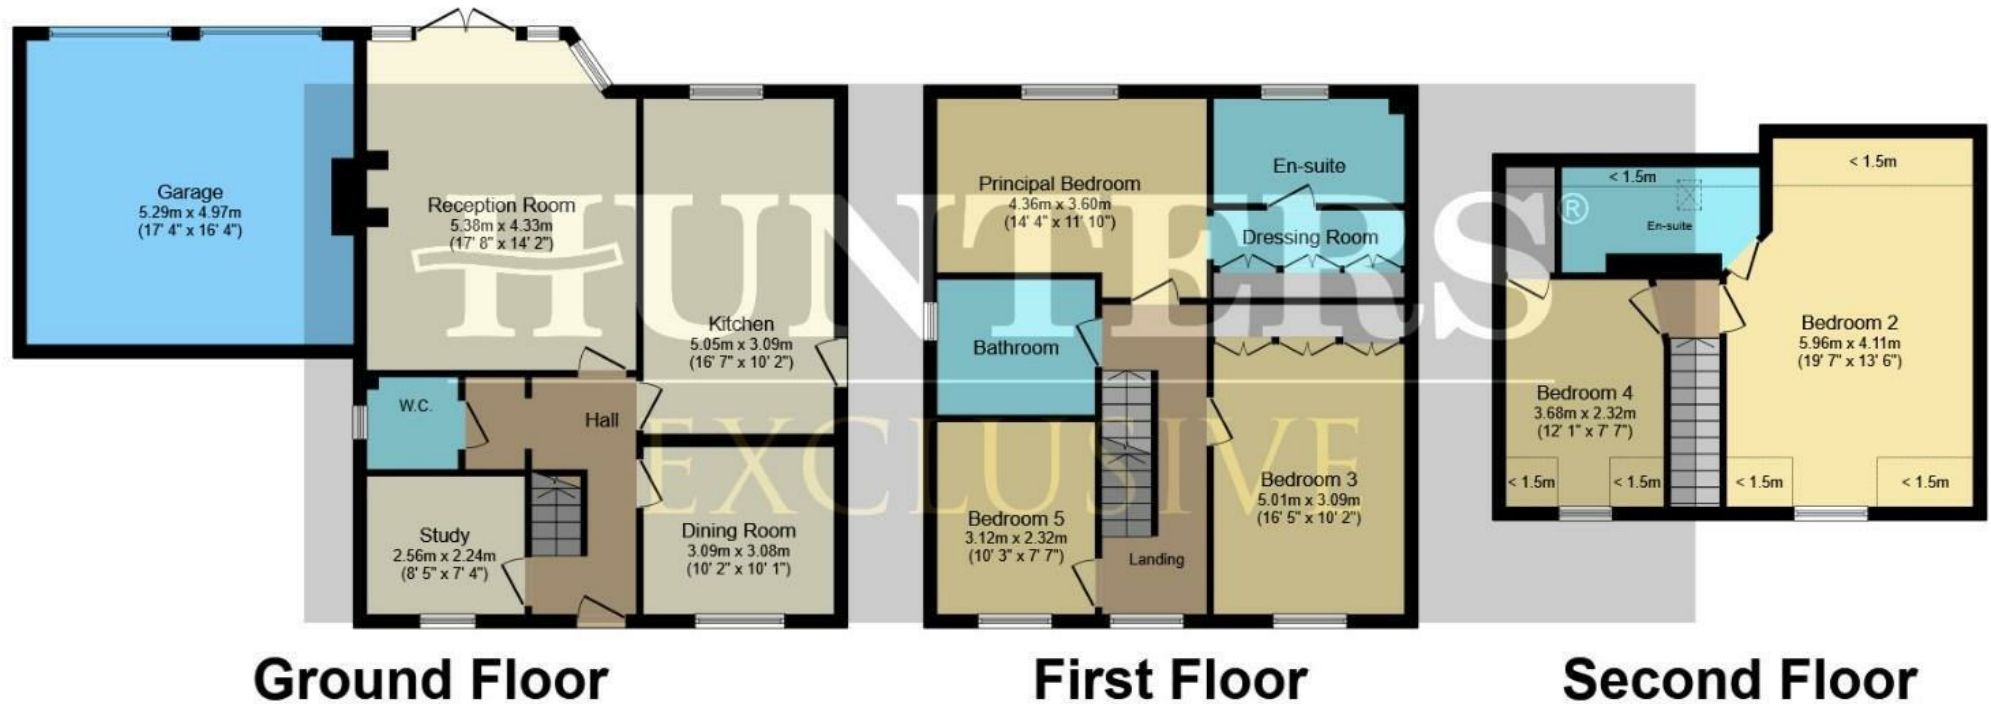 Garage
5.29m x 4.97m
(17' 4" x 16' 4")
Reception Room
5.38m x 4.33m
(17' 8" x 14' 2")
Kitchen
5.05m x 3.09m
(16' 7" x 10' 2")
W.C.
Hall
Study
2.56m x 2.24m
(8' 5" x 7' 4")
Dining Room
3.09m x 3.08m
(10' 2" x 10' 1")
Ground Floor
Principal Bedroom
4.36m x 3.60m
(14' 4" x 11' 10")
En-suite
Dressing Room
Bathroom
Bedroom 5
3.12m x 2.32m
(10' 3" x 7' 7")
Landing
Bedroom 3
5.01m x 3.09m
(16' 5" x 10' 2")
First Floor
< 1.5m
< 1.5m
En-suite
Bedroom 2
5.96m x 4.11m
(19' 7" x 13' 6")
Bedroom 4
3.68m x 2.32m
(12' 1" x 7' 7")
< 1.5m
< 1.5m
< 1.5m
< 1.5m
Second Floor
HUNTERS®
EXCLUSIVE